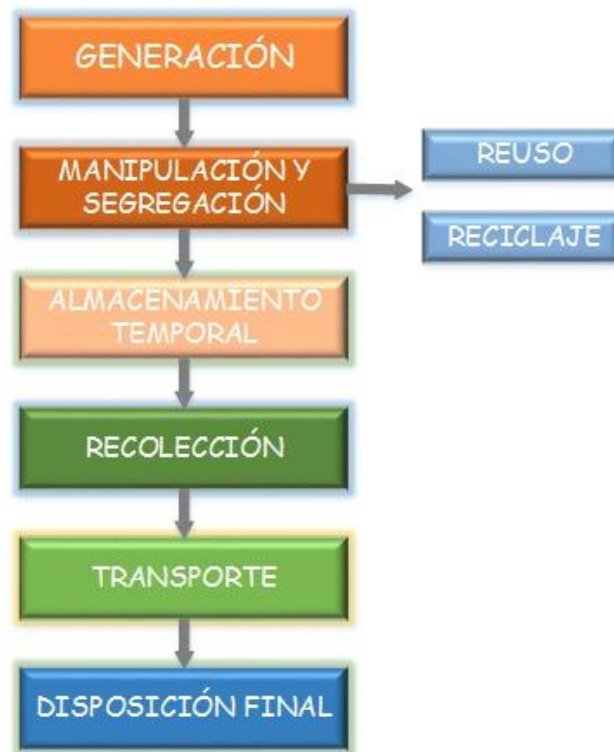 GENERACIÓN
MANIPULACIÓN Y
SEGREGACIÓN
REUSO
RECICLAJE
ALMACENAMIENTO
TEMPORAL
RECOLECCIÓN
TRANSPORTE
DISPOSICIÓN FINAL